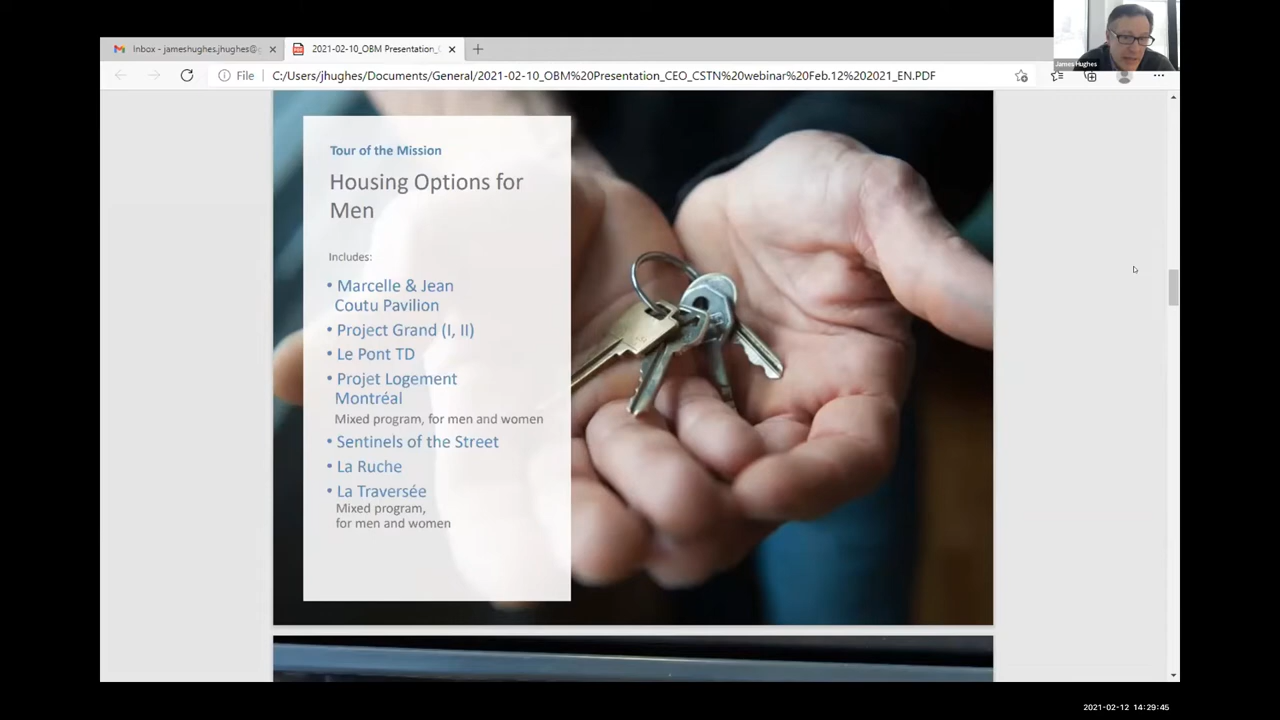 Inbox - jameshughes.jhughes@
2021-02-10_OBM Presentation_
File
C:/Users/jhughes/Documents/General/2021-02-10_OBM%20Presentation_CEO_CSTN%20webinar%20Feb.12%202021_EN.PDF
James Hughes
Tour of the Mission
Housing Options for
Men
Includes:
• Marcelle & Jean
Coutu Pavilion
• Project Grand (I, II)
• Le Pont TD
• Projet Logement
Montréal
Mixed program, for men and women
• Sentinels of the Street
• La Ruche
• La Traversée
Mixed program,
for men and women
2021-02-12 14:29:45